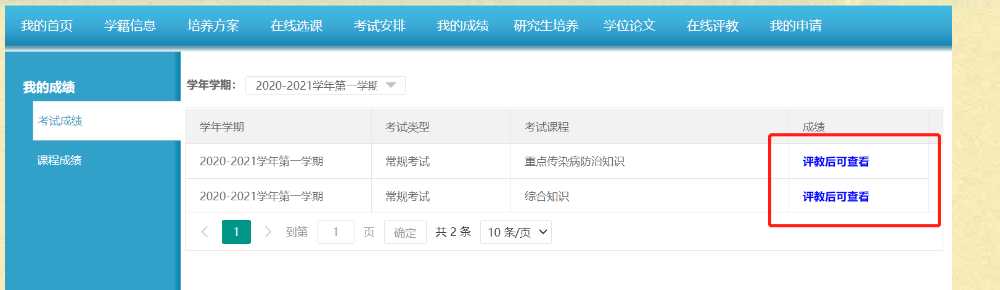 我的首页 学籍信息 培养方案 在线选课 考试安排 我的成绩 研究生培养 学位论文 在线评教 我的申请
我的成绩
考试成绩
课程成绩
学年学期： 2020-2021学年第一学期
学年学期 考试类型 考试课程 成绩
2020-2021学年第一学期 常规考试 重点传染病防治知识 评教后可查看
2020-2021学年第一学期 常规考试 综合知识 评教后可查看
1 到第 1 页 确定 共 2 条 10 条/页